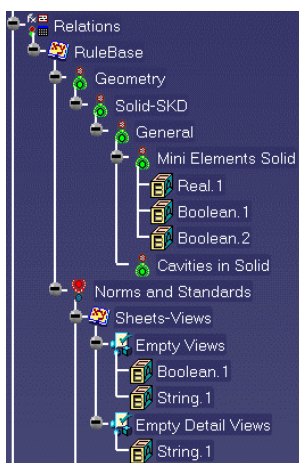 Relations
RuleBase
Geometry
Solid-SKD
General
Mini Elements Solid
Real.1
Boolean.1
Boolean.2
Cavities in Solid
Norms and Standards
Sheets-Views
Empty Views
Boolean.1
String.1
Empty Detail Views
String.1